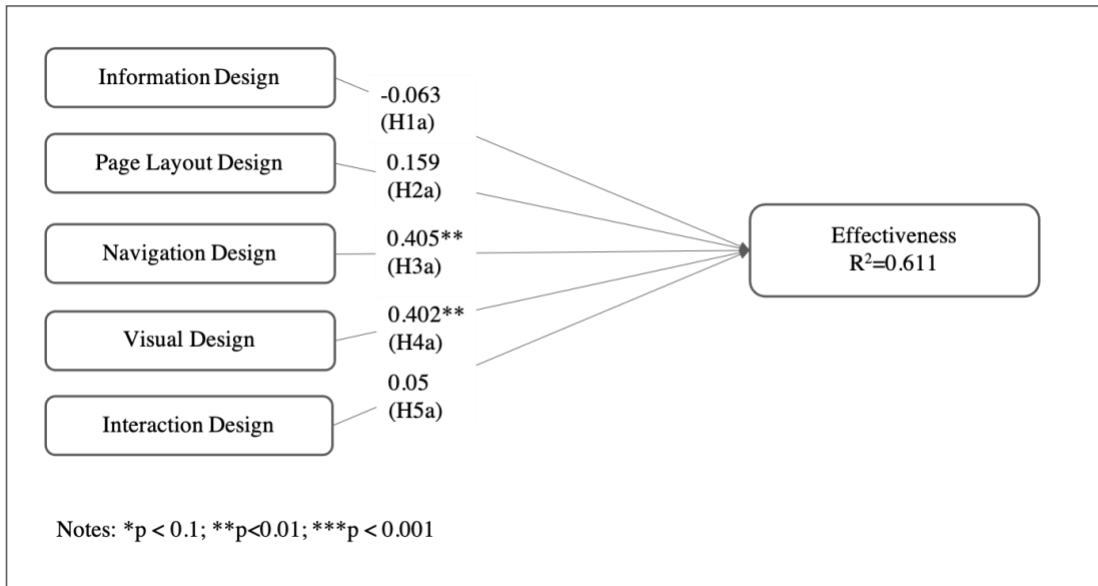 Information Design
-0.063
(H1a)
Page Layout Design
0.159
(H2a)
Navigation Design
0.405**
(H3a)
Visual Design
0.402**
(H4a)
Interaction Design
0.05
(H5a)
Effectiveness
R²=0.611
Notes: *p < 0.1; **p<0.01; ***p < 0.001